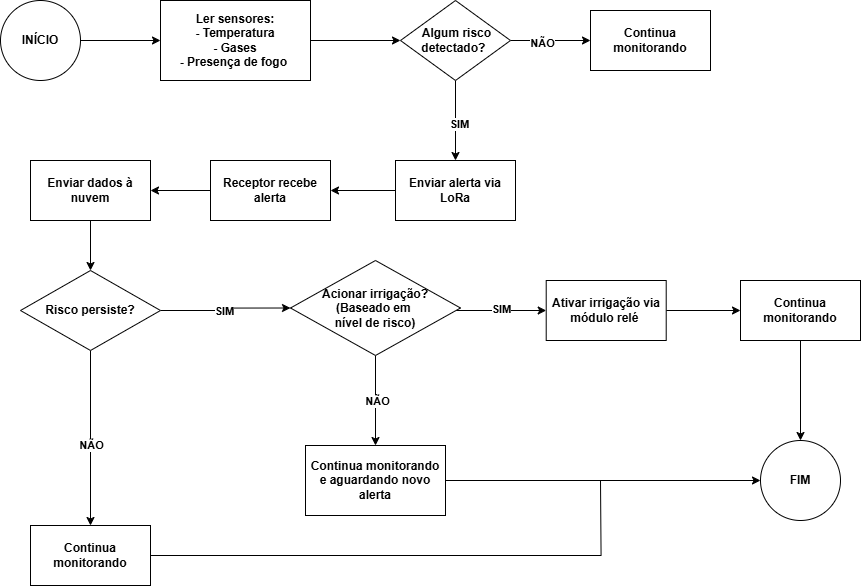 INÍCIO
Ler sensores:
- Temperatura
- Gases
- Presença de fogo
Algum risco
detectado?
NÃO
Continua
monitorando
SIM
Enviar dados à
nuvem
Receptor recebe
alerta
Enviar alerta via
LoRa
Risco persiste?
SIM
Acionar irrigação?
(Baseado em
nível de risco)
SIM
Ativar irrigação via
módulo relé
Continua
monitorando
NÃO
NÃO
Continua monitorando
e aguardando novo
alerta
FIM
Continua
monitorando